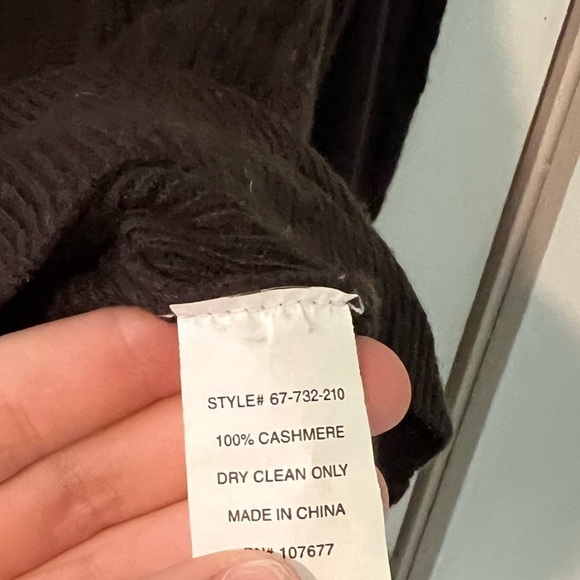 STYLE# 67-732-210
100% CASHMERE
DRY CLEAN ONLY
MADE IN CHINA
107677